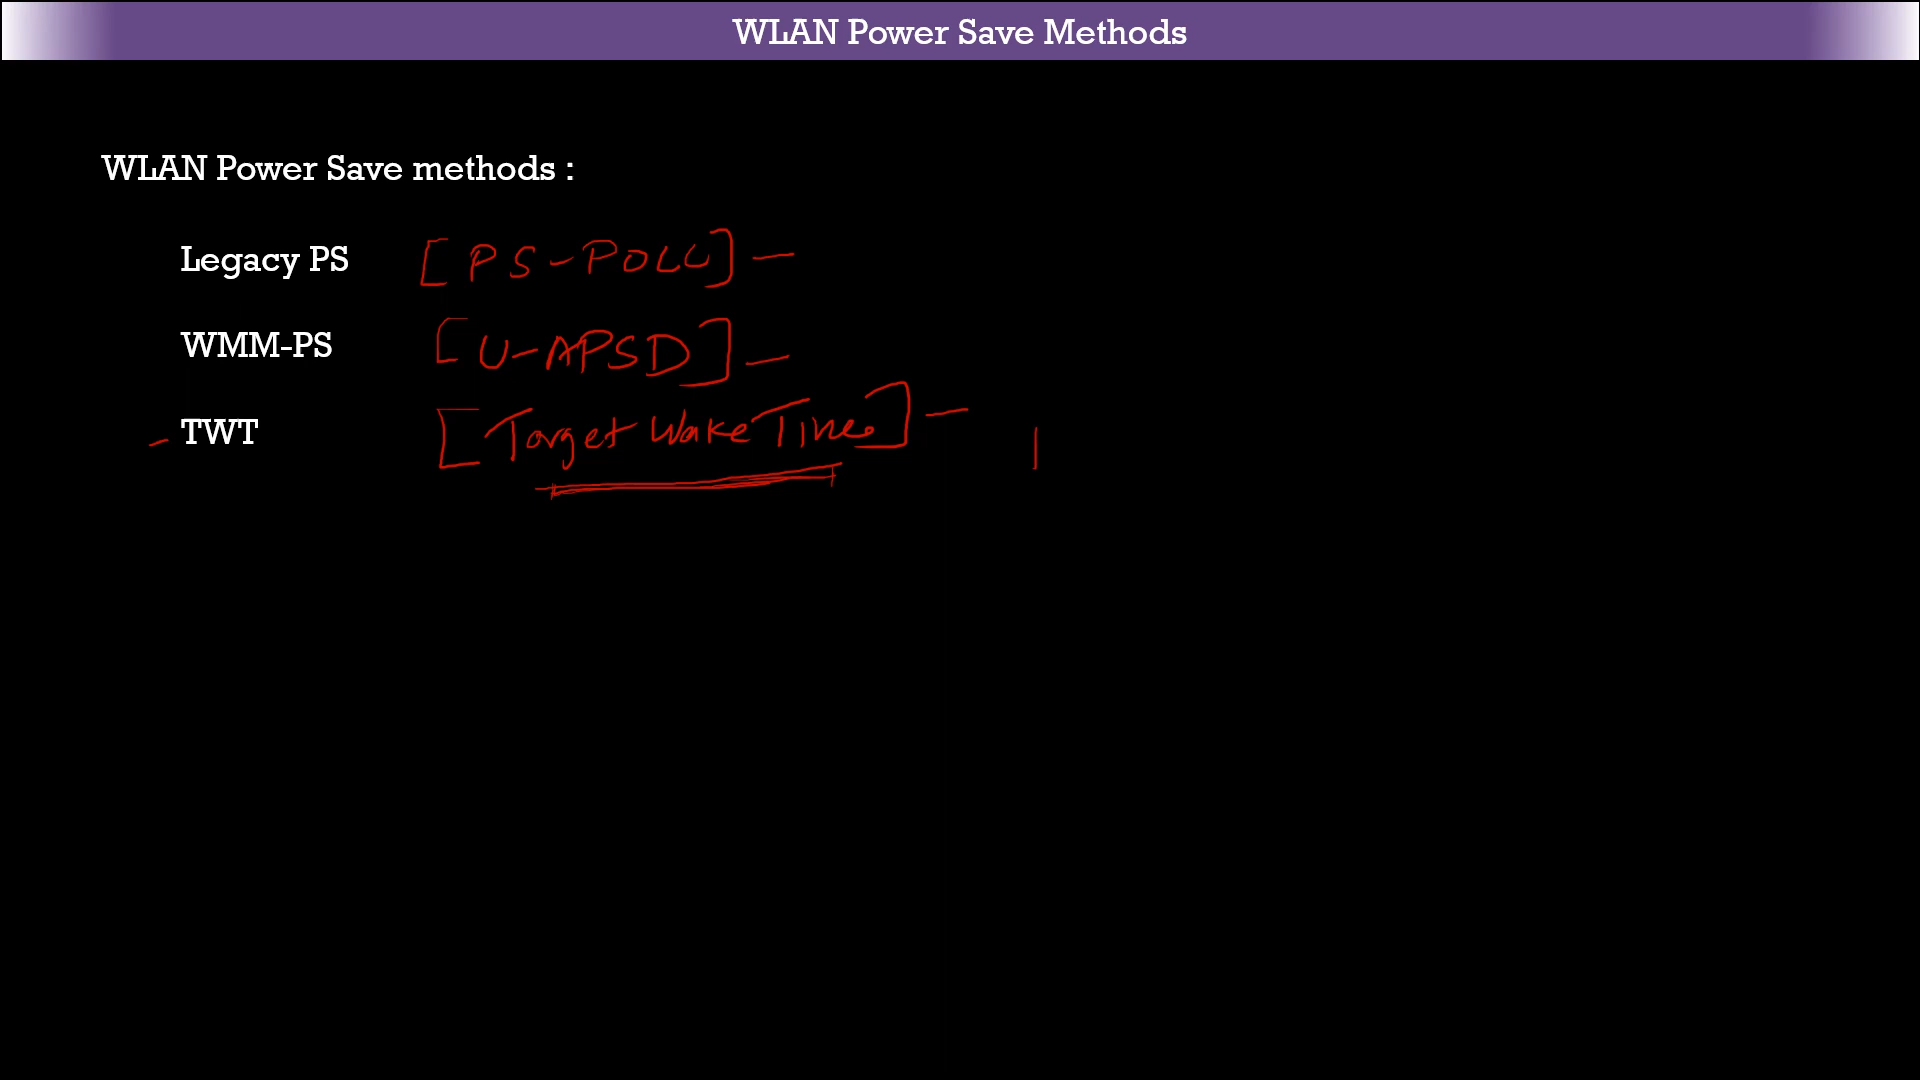 WLAN Power Save Methods
WLAN Power Save methods :
Legacy PS [PS-POLL] -
WMM-PS [U-APSD] -
- TWT [Target Wake Time] - |